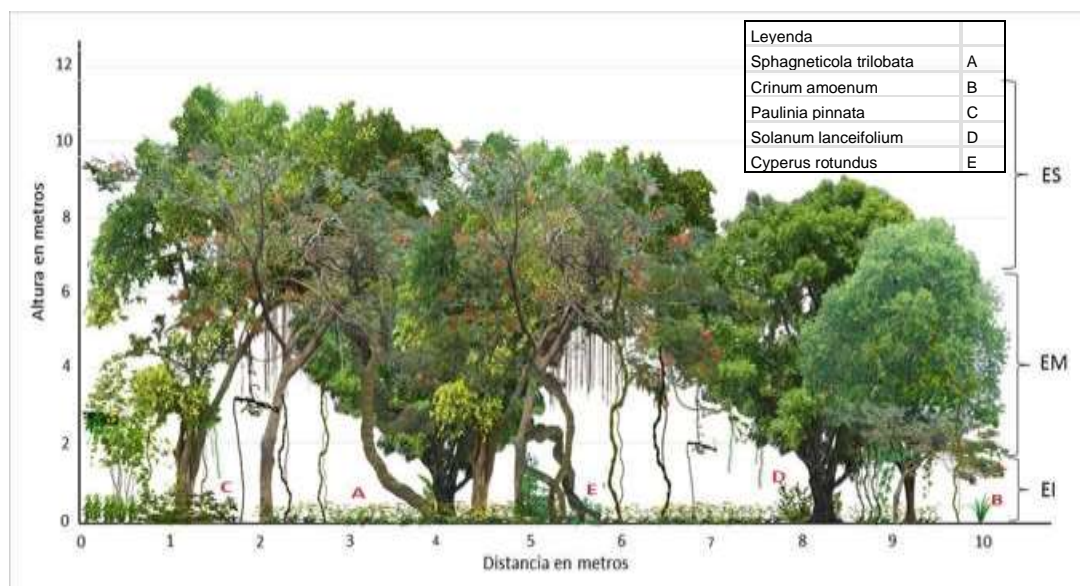 Leyenda
Sphagneticola trilobata A
Crinum amoenum B
Paulinia pinnata C
Solanum lanceifolium D
Cyperus rotundus E
Altura en metros
12
10
8
6
4
2
0
ES
EM
EI
C
A
E
D
B
0 1 2 3 4 5 6 7 8 9 10
Distancia en metros